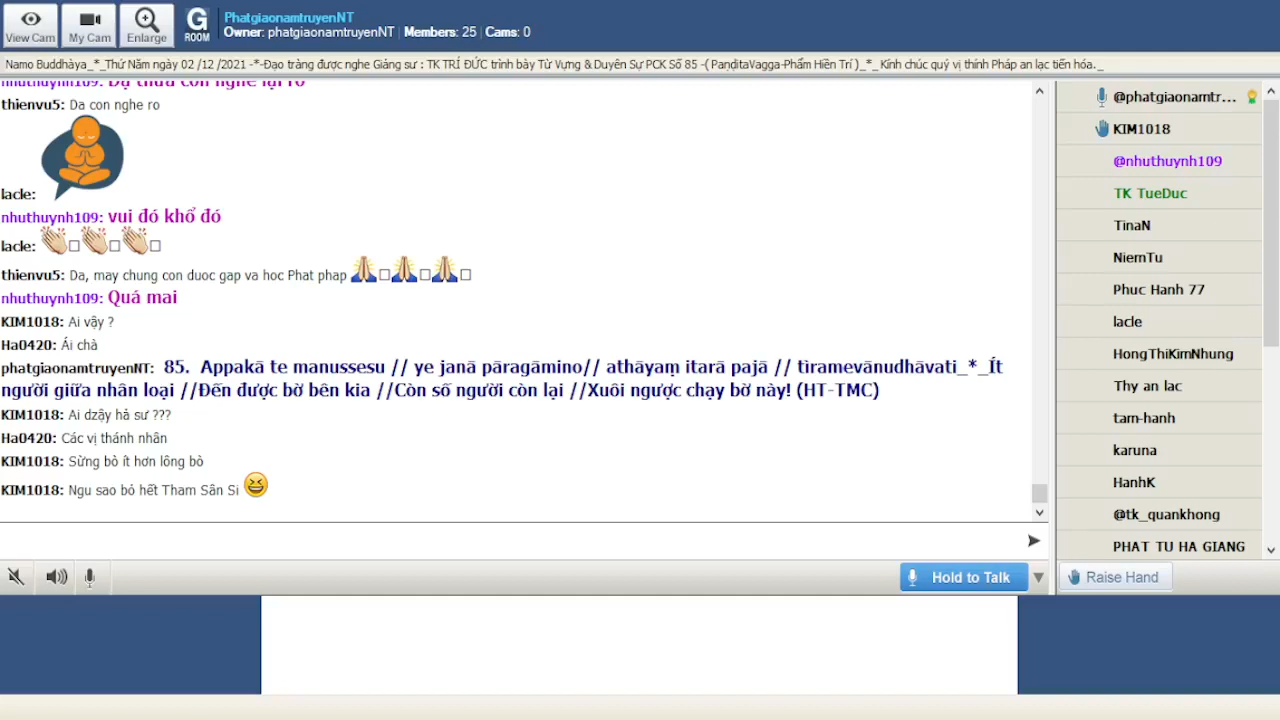 View Cam
My Cam
Enlarge
G
ROOM
PhatgiaonamtruyenNT
Owner: phatgiaonamtruyenNT | Members: 25 | Cams: 0
Namo Buddhàya_*_Thứ Năm ngày 02 /12 /2021 -*-Đạo tràng được nghe Giảng sư : TK TRÍ ĐỨC trình bày Từ Vựng & Duyên Sự PCK Số 85 -( PaṇḍitaVagga-Phẩm Hiền Trí )_*_ Kính chúc quý vị thính Pháp an lạc tiến hóa._
nhuthuynh109: Dạ thưa con nghe lại rõ
thienvu5: Da con nghe ro
lacle:
nhuthuynh109: vui đó khổ đó
lacle:
thienvu5: Da, may chung con duoc gap va hoc Phat phap
nhuthuynh109: Quá mai
KIM1018: Ai vậy ?
Ha0420: Ái chà
phatgiaonamtruyenNT: 85. Appakā te manussesu // ye janā pāragāmino// athāyaṃ itarā pajā // tìramevānudhāvati_*_Ít
người giữa nhân loại //Đến được bờ bên kia //Còn số người còn lại //Xuôi ngược chạy bờ này! (HT-TMC)
KIM1018: Ai dzậy hả sư ???
Ha0420: Các vị thánh nhân
KIM1018: Sừng bò ít hơn lông bò
KIM1018: Ngu sao bỏ hết Tham Sân Si
Hold to Talk
@phatgiaonamtr...
KIM1018
@nhuthuynh109
TK TueDuc
TinaN
NiemTu
Phuc Hanh 77
lacle
HongThiKimNhung
Thy an lac
tam-hanh
karuna
HanhK
@tk_quankhong
PHAT TU HA GIANG
Raise Hand